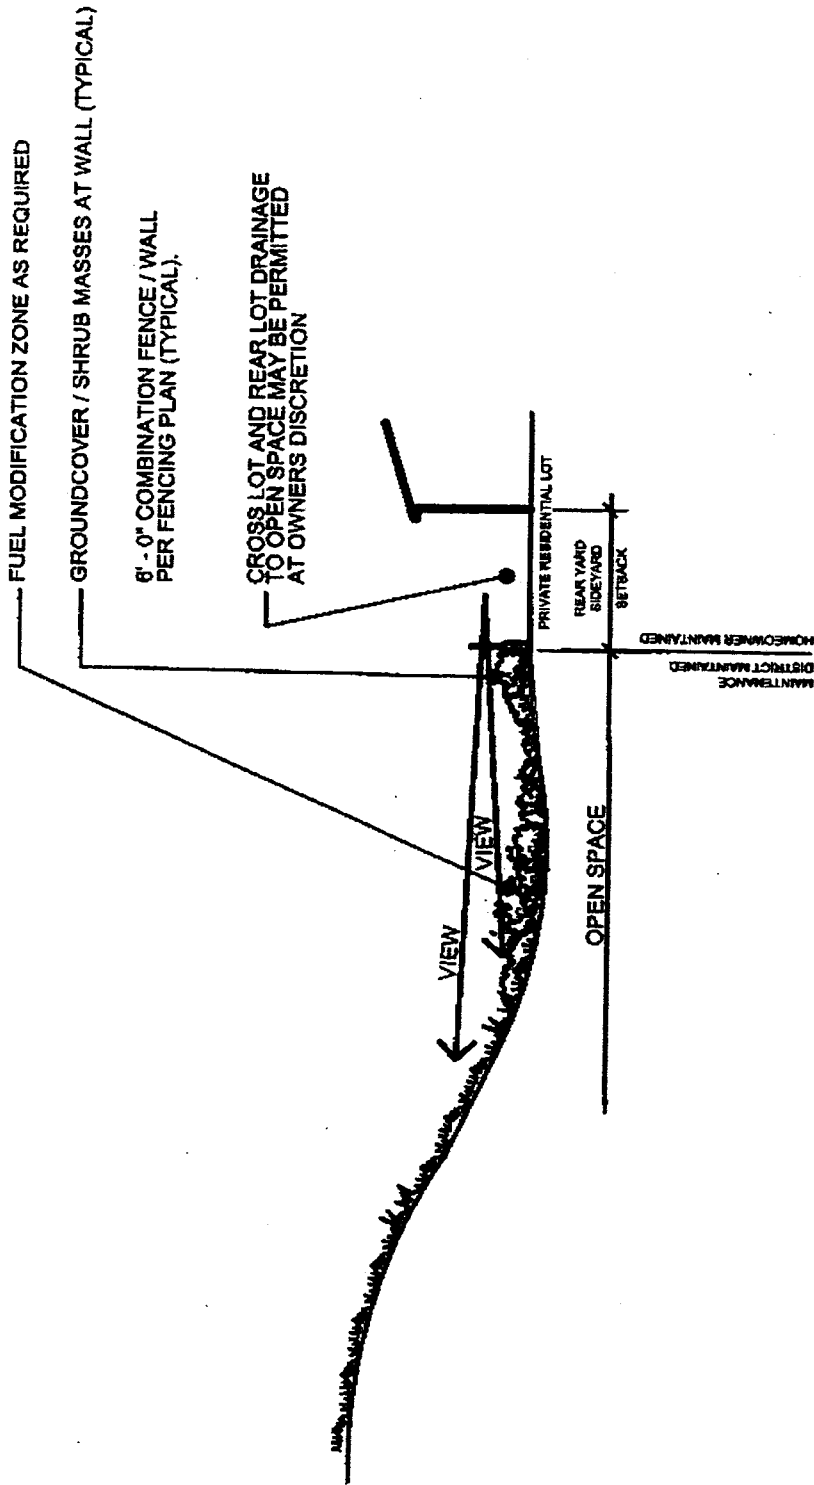 FUEL MODIFICATION ZONE AS REQUIRED
GROUNDCOVER / SHRUB MASSES AT WALL (TYPICAL)
6' - 0" COMBINATION FENCE / WALL
PER FENCING PLAN (TYPICAL).
CROSS LOT AND REAR LOT DRAINAGE
TO OPEN SPACE MAY BE PERMITTED
AT OWNERS DISCRETION
VIEW
VIEW
PRIVATE RESIDENTIAL LOT
REAR YARD
SIDEYARD
SETBACK
OPEN SPACE
HOMEOWNER MAINTAINED
MAINTENANCE
DISTRICT MAINTAINED